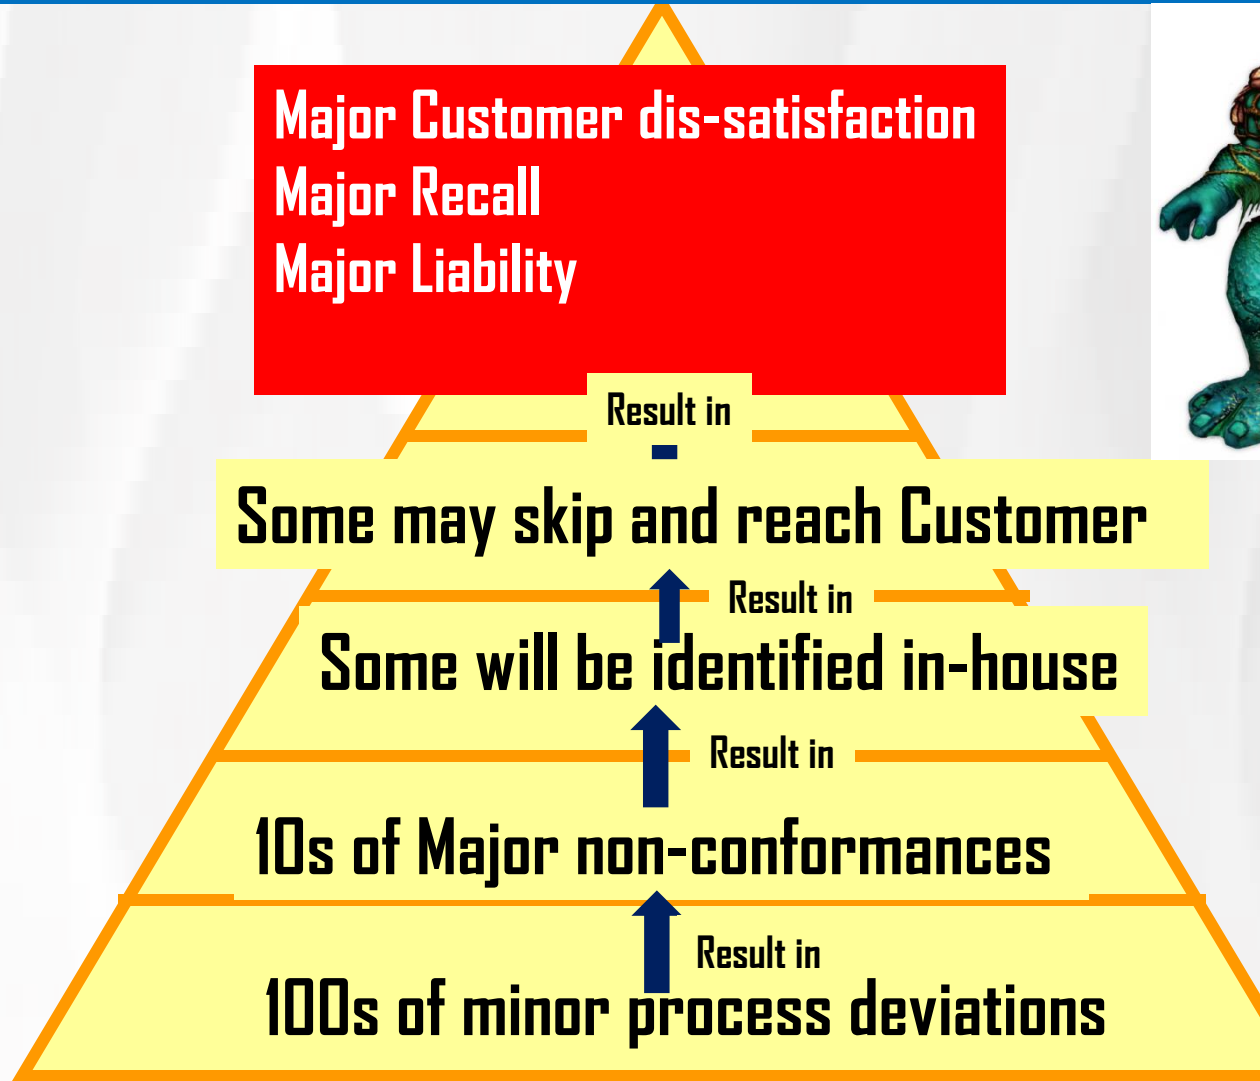 Major Customer dis-satisfaction
Major Recall
Major Liability
Result in
Some may skip and reach Customer
Result in
Some will be identified in-house
Result in
10s of Major non-conformances
Result in
100s of minor process deviations